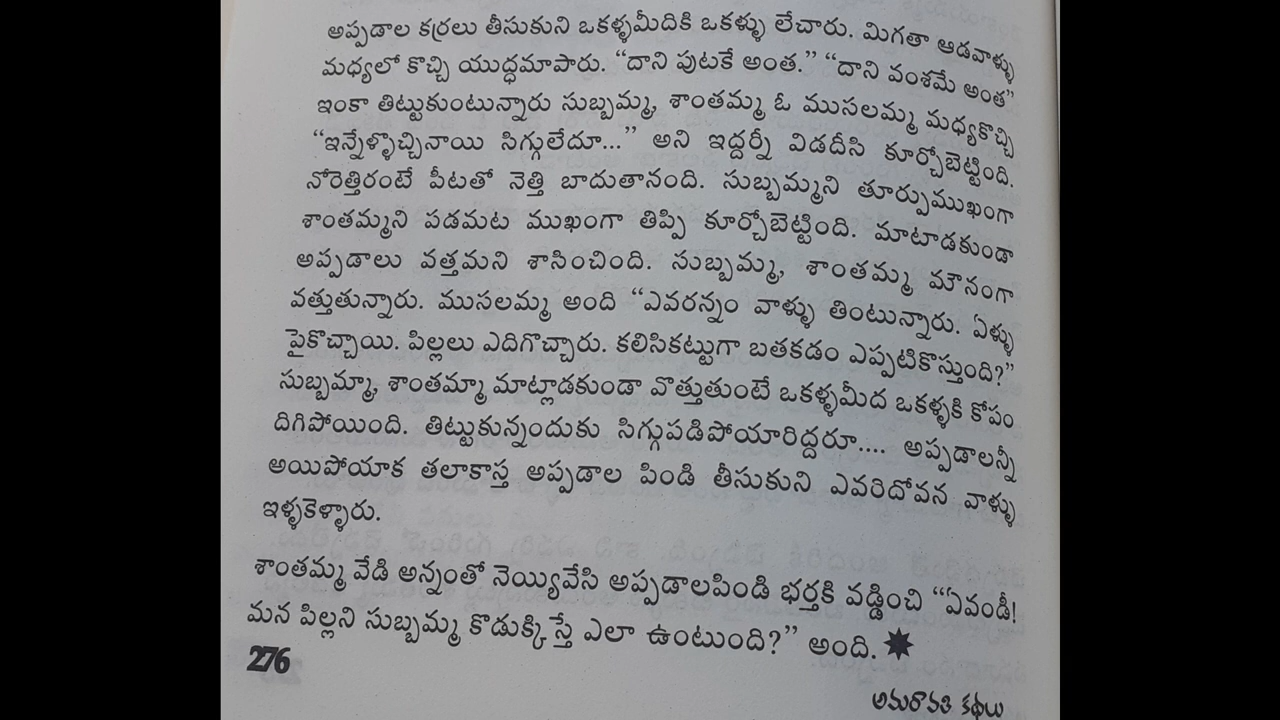 అప్పడాల కర్రలు తీసుకుని ఒకళ్ళమీదికి ఒకళ్ళు లేచారు. మిగతా ఆడవాళ్ళు
మధ్యలో కొచ్చి యుద్ధమాపారు. “దాని పుటకే అంత.” “దాని వంశమే అంత”
ఇంకా తిట్టుకుంటున్నారు సుబ్బమ్మ, శాంతమ్మ ఓ ముసలమ్మ మధ్యకొచ్చి
“ఇన్నేళ్ళొచ్చినాయి సిగ్గులేదూ...” అని ఇద్దర్నీ విడదీసి కూర్చోబెట్టింది.
నోరెత్తిరంటే పీటతో నెత్తి బాదుతానంది. సుబ్బమ్మని తూర్పుముఖంగా
శాంతమ్మని పడమట ముఖంగా తిప్పి కూర్చోబెట్టింది. మాటాడకుండా
అప్పడాలు వత్తమని శాసించింది. సుబ్బమ్మ, శాంతమ్మ మౌనంగా
వత్తుతున్నారు. ముసలమ్మ అంది “ఎవరన్నం వాళ్ళు తింటున్నారు. ఏళ్ళు
పైకొచ్చాయి. పిల్లలు ఎదిగొచ్చారు. కలిసికట్టుగా బతకడం ఎప్పటికొస్తుంది?”
సుబ్బమ్మా, శాంతమ్మా మాట్లాడకుండా వొత్తుతుంటే ఒకళ్ళమీద ఒకళ్ళకి కోపం
దిగిపోయింది. తిట్టుకున్నందుకు సిగ్గుపడిపోయారిద్దరూ.... అప్పడాలన్నీ
అయిపోయాక తలాకాస్త అప్పడాల పిండి తీసుకుని ఎవరిదోవన వాళ్ళు
ఇళ్ళకెళ్ళారు.
శాంతమ్మ వేడి అన్నంతో నెయ్యివేసి అప్పడాలపిండి భర్తకి వడ్డించి “ఏవండీ!
మన పిల్లని సుబ్బమ్మ కొడుక్కిస్తే ఎలా ఉంటుంది?” అంది.
276
అమరావతి కథలు